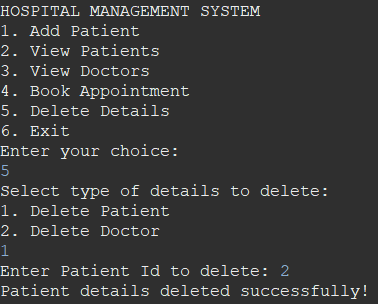 HOSPITAL MANAGEMENT SYSTEM
1. Add Patient
2. View Patients
3. View Doctors
4. Book Appointment
5. Delete Details
6. Exit
Enter your choice:
5
Select type of details to delete:
1. Delete Patient
2. Delete Doctor
1
Enter Patient Id to delete: 2
Patient details deleted successfully!